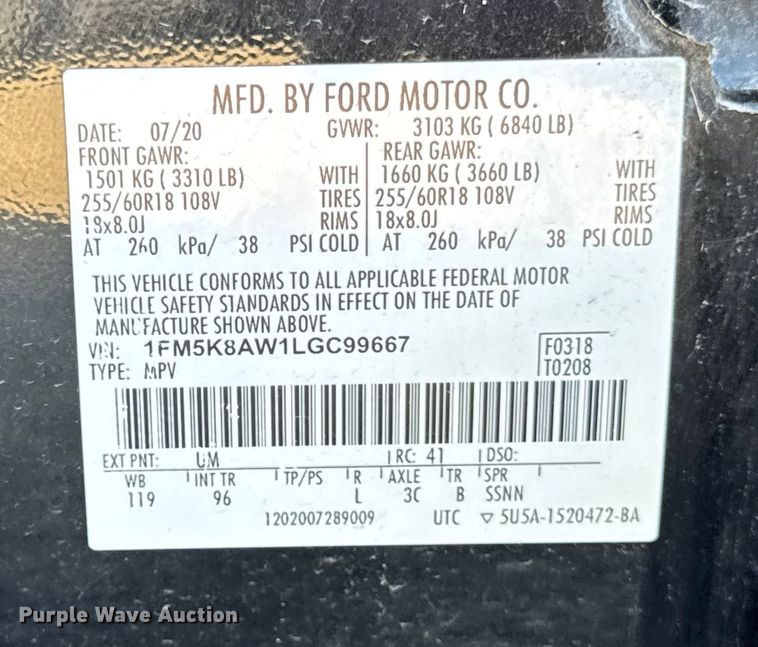 MFD. BY FORD MOTOR CO.
DATE: 07/20 GVWR: 3103 KG ( 6840 LB)
FRONT GAWR: REAR GAWR:
1501 KG ( 3310 LB) WITH 1660 KG ( 3660 LB) WITH
255/60R18 108V TIRES 255/60R18 108V TIRES
18x8.0J RIMS 18x8.0J RIMS
AT 260 kPa/ 38 PSI COLD AT 260 kPa/ 38 PSI COLD
THIS VEHICLE CONFORMS TO ALL APPLICABLE FEDERAL MOTOR
VEHICLE SAFETY STANDARDS IN EFFECT ON THE DATE OF
MANUFACTURE SHOWN ABOVE.
VIN: 1FM5K8AW1LGC99667 F0318
TYPE: MPV T0208
EXT PNT: UM RC: 41 DSO:
WB INT TR TP/PS R AXLE TR SPR
119 96 L 3C B SSNN
1202007289009 UTC ▽ 5U5A-1520472-BA
Purple Wave Auction